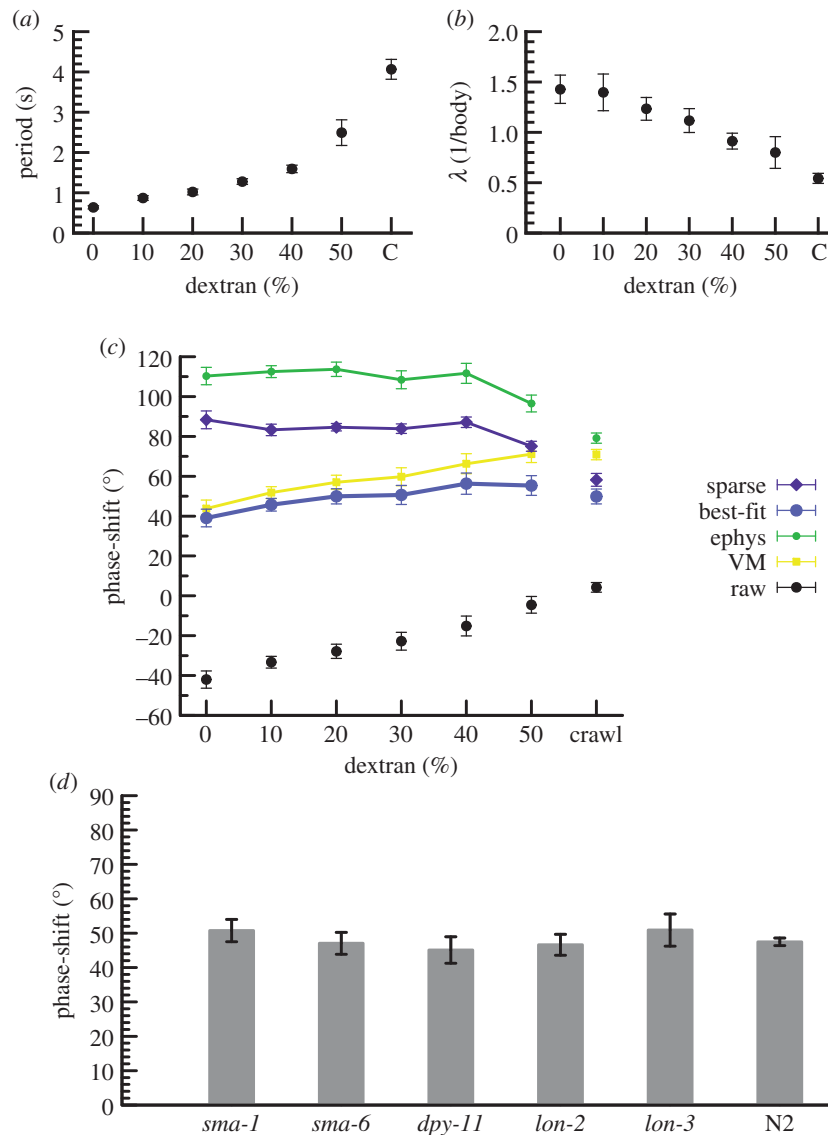 (a)
5
4
3
2
1
0
period (s)
0 10 20 30 40 50 C
dextran (%)
(b)
2.0
1.5
1.0
0.5
0
λ (1/body)
0 10 20 30 40 50 C
dextran (%)
(c)
120
100
80
60
40
20
0
–20
–40
–60
phase-shift (°)
0 10 20 30 40 50 crawl
dextran (%)
sparse
best-fit
ephys
VM
raw
(d)
90
80
70
60
50
40
30
20
10
0
phase-shift (°)
sma-1 sma-6 dpy-11 lon-2 lon-3 N2